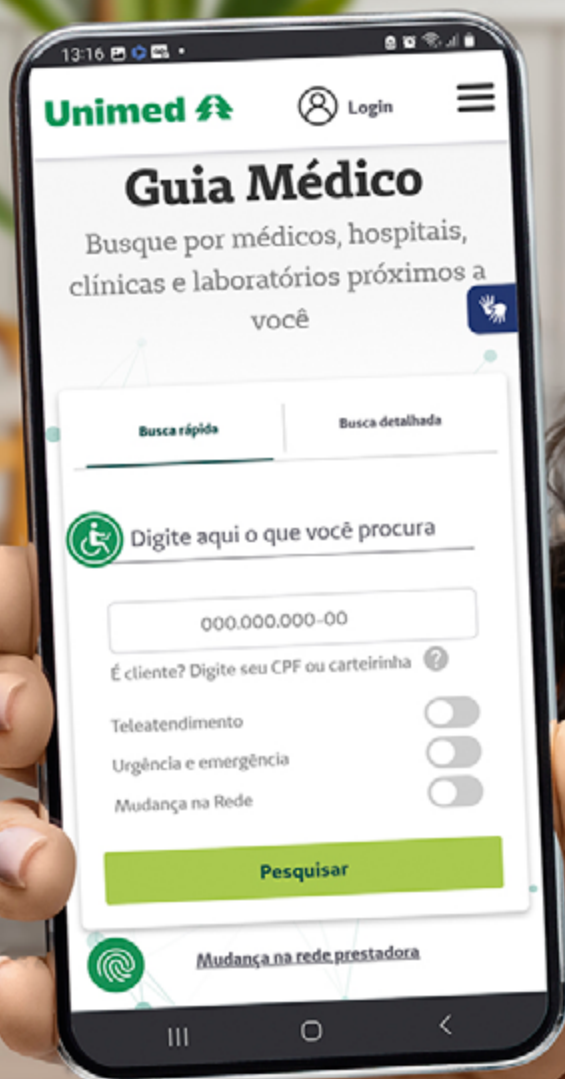 13:16
Unimed
Login
Guia Médico
Busque por médicos, hospitais,
clínicas e laboratórios próximos a
você
Busca rápida
Busca detalhada
Digite aqui o que você procura
000.000.000-00
É cliente? Digite seu CPF ou carteirinha ?
Teleatendimento
Urgência e emergência
Mudança na Rede
Pesquisar
Mudança na rede prestadora